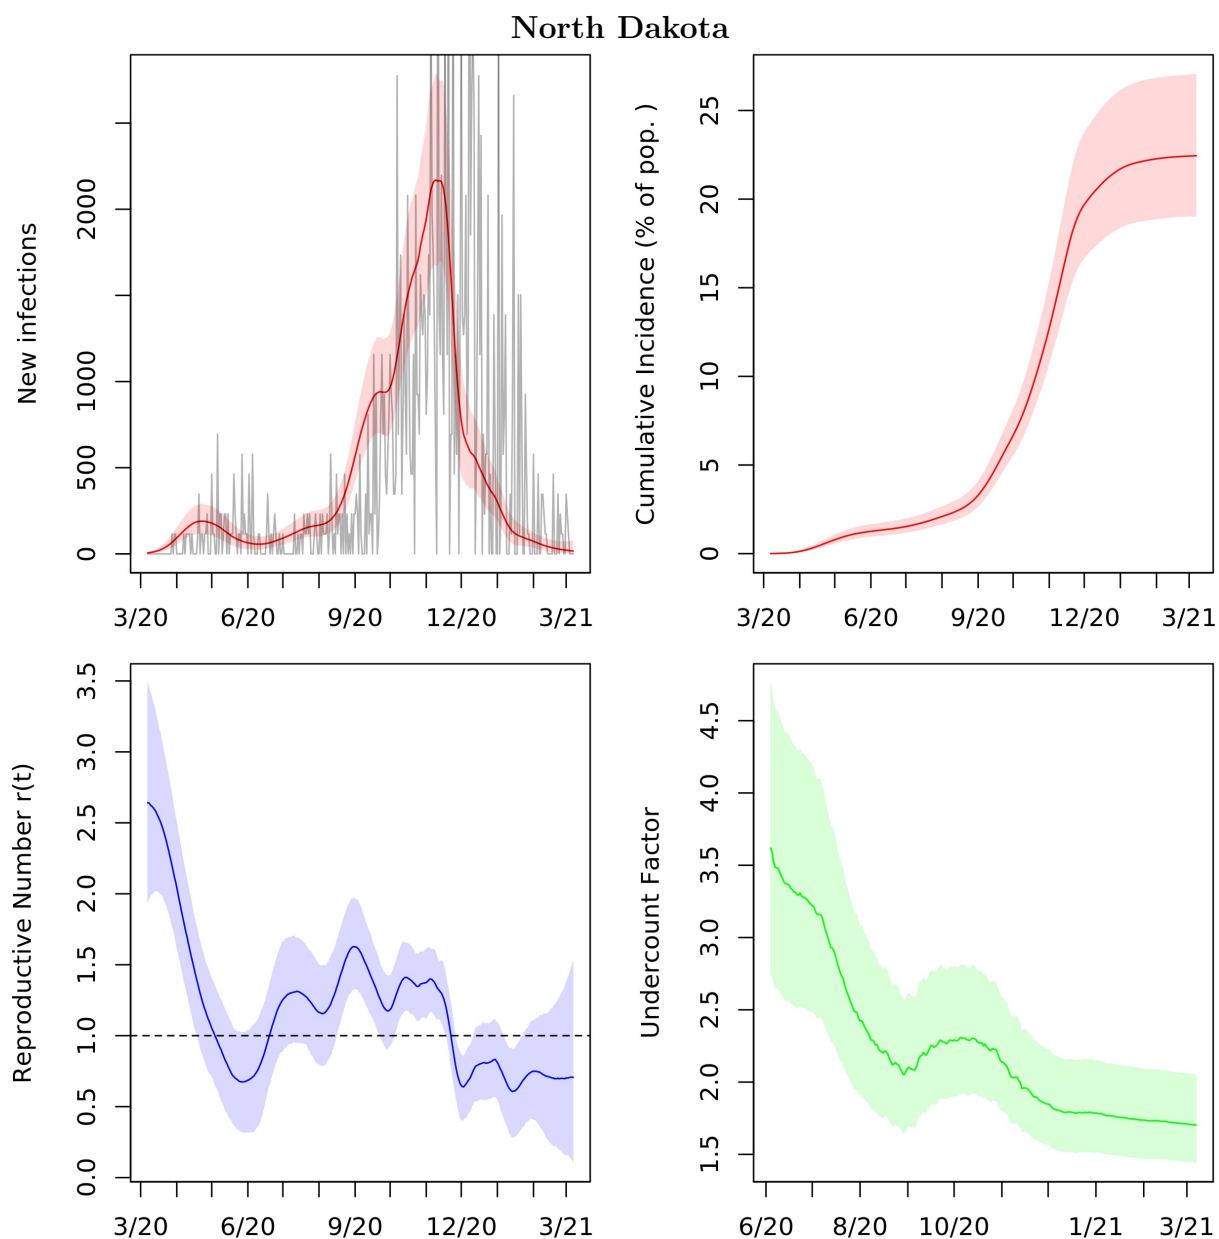 North Dakota
New infections
0 500 1000 2000
3/20 6/20 9/20 12/20 3/21
Cumulative Incidence (% of pop. )
0 5 10 15 20 25
3/20 6/20 9/20 12/20 3/21
Reproductive Number r(t)
0.0 0.5 1.0 1.5 2.0 2.5 3.0 3.5
3/20 6/20 9/20 12/20 3/21
Undercount Factor
1.5 2.0 2.5 3.0 3.5 4.0 4.5
6/20 8/20 10/20 1/21 3/21